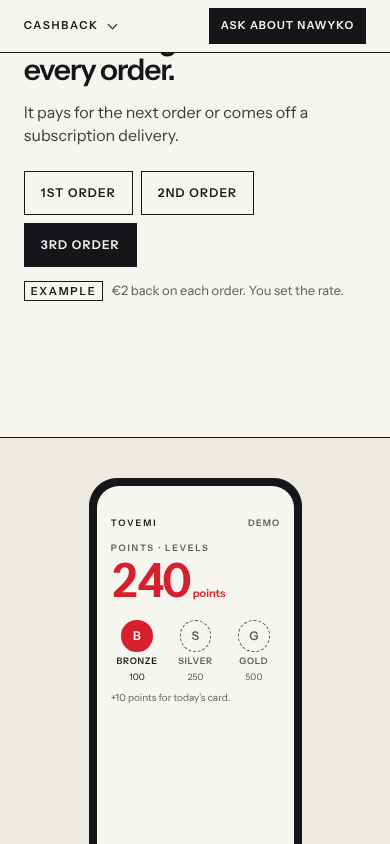 CASHBACK
ASK ABOUT NAWYKO
every order.
It pays for the next order or comes off a
subscription delivery.
1ST ORDER
2ND ORDER
3RD ORDER
EXAMPLE €2 back on each order. You set the rate.
TOVEMI
DEMO
POINTS · LEVELS
240 points
B S G
BRONZE SILVER GOLD
100 250 500
+10 points for today's card.